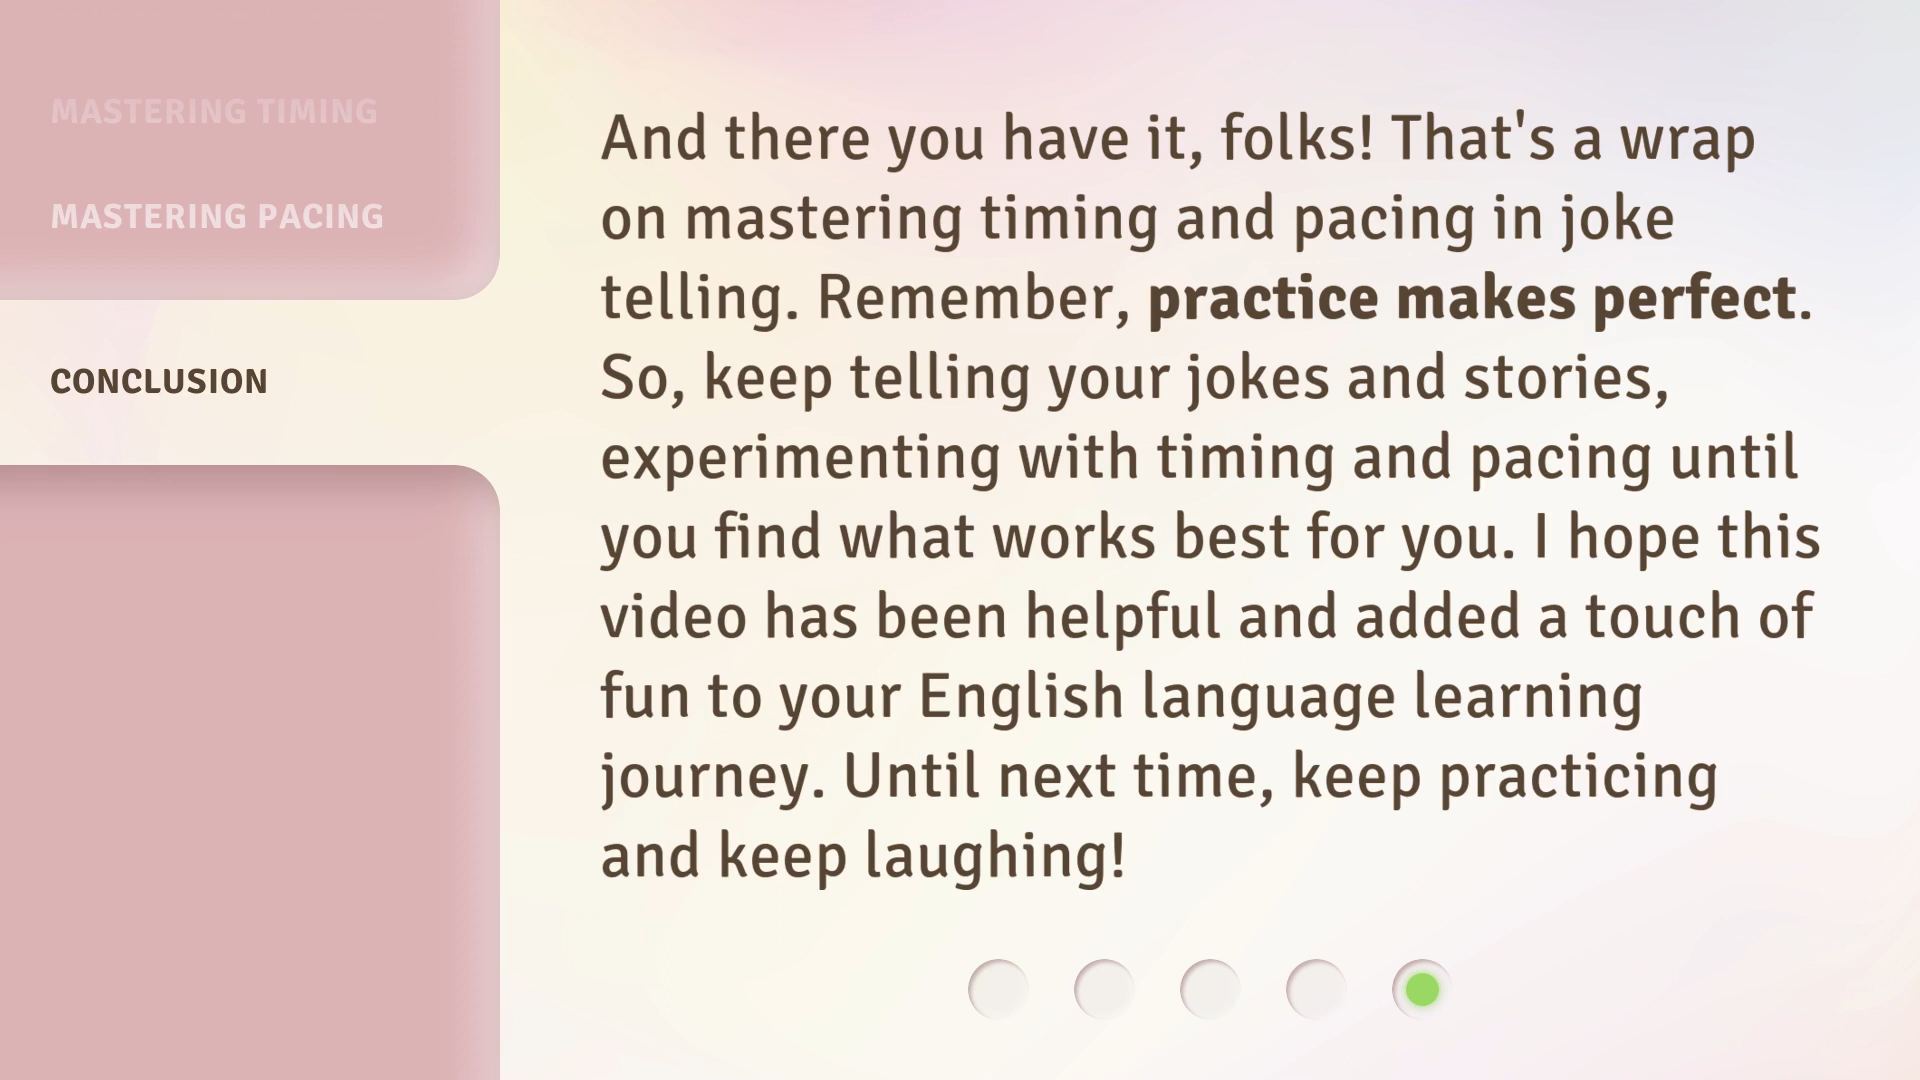 MASTERING TIMING
MASTERING PACING
CONCLUSION
And there you have it, folks! That's a wrap
on mastering timing and pacing in joke
telling. Remember, practice makes perfect.
So, keep telling your jokes and stories,
experimenting with timing and pacing until
you find what works best for you. I hope this
video has been helpful and added a touch of
fun to your English language learning
journey. Until next time, keep practicing
and keep laughing!